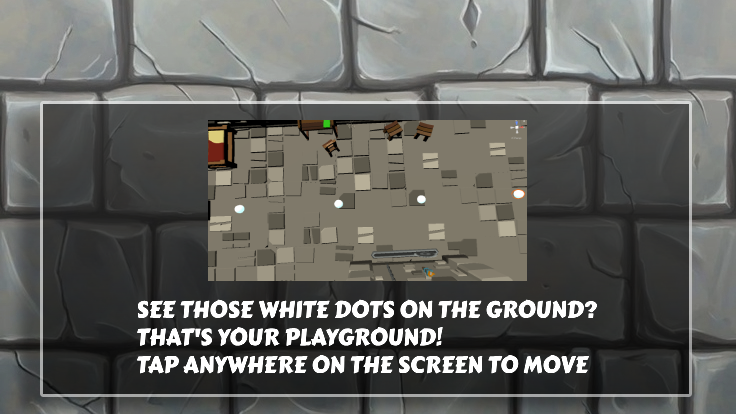 SEE THOSE WHITE DOTS ON THE GROUND?
THAT'S YOUR PLAYGROUND!
TAP ANYWHERE ON THE SCREEN TO MOVE